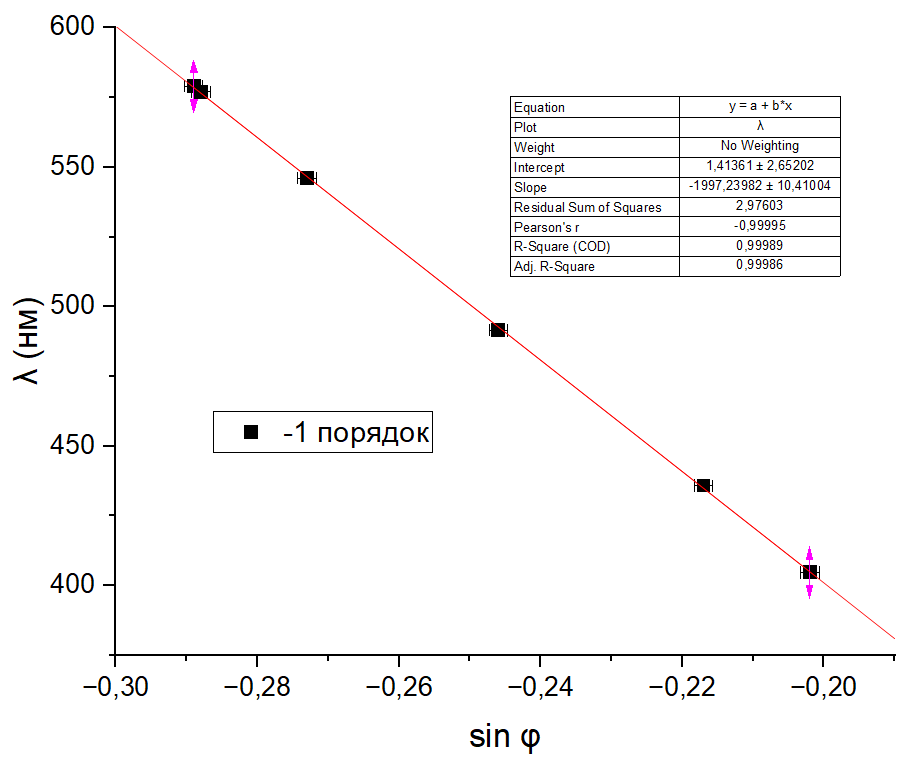 600
550
500
450
400
λ (нм)
Equation y = a + b*x
Plot λ
Weight No Weighting
Intercept 1,41361 ± 2,65202
Slope -1997,23982 ± 10,41004
Residual Sum of Squares 2,97603
Pearson's r -0,99995
R-Square (COD) 0,99989
Adj. R-Square 0,99986
-1 порядок
−0,30 −0,28 −0,26 −0,24 −0,22 −0,20
sin φ